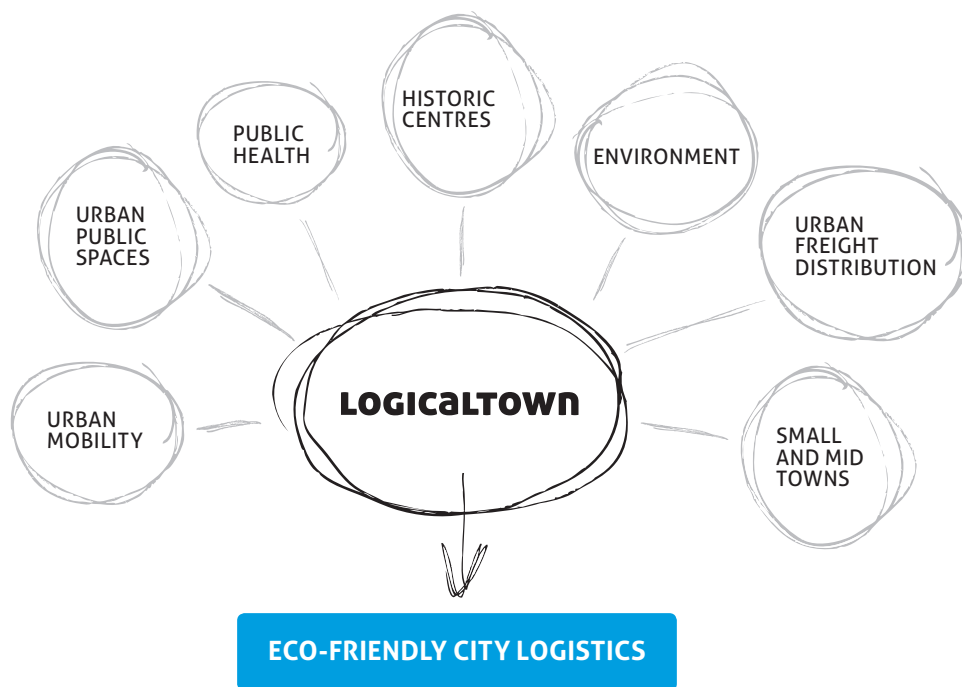 HISTORIC
CENTRES
PUBLIC
HEALTH
ENVIRONMENT
URBAN
PUBLIC
SPACES
URBAN
FREIGHT
DISTRIBUTION
LOGICALTOWN
URBAN
MOBILITY
SMALL
AND MID
TOWNS
ECO-FRIENDLY CITY LOGISTICS